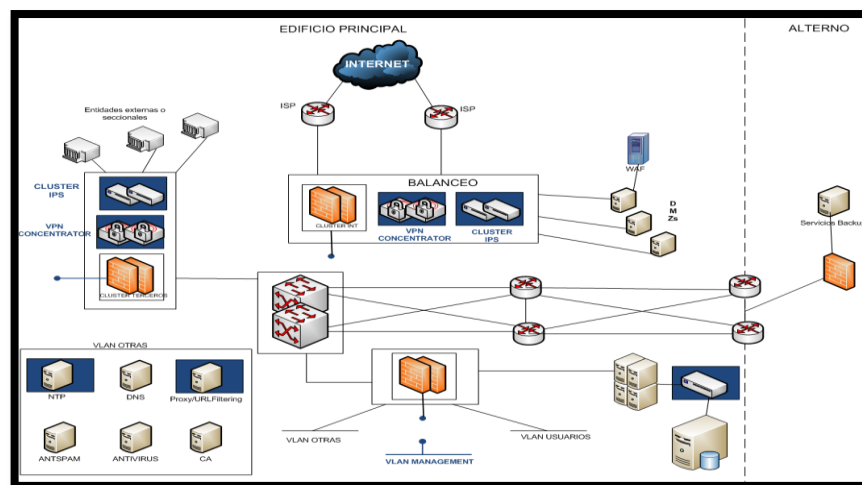 EDIFICIO PRINCIPAL
ALTERNO
INTERNET
ISP
ISP
Entidades externas o
seccionales
CLUSTER
IPS
VPN
CONCENTRATOR
CLUSTER TERCEROS
BALANCEO
CLUSTER INT
VPN
CONCENTRATOR
CLUSTER
IPS
WAF
D
M
Zs
Servicios Backup
VLAN OTRAS
NTP
DNS
Proxy/URLFiltering
ANTSPAM
ANTIVIRUS
CA
VLAN OTRAS
VLAN USUARIOS
VLAN MANAGEMENT